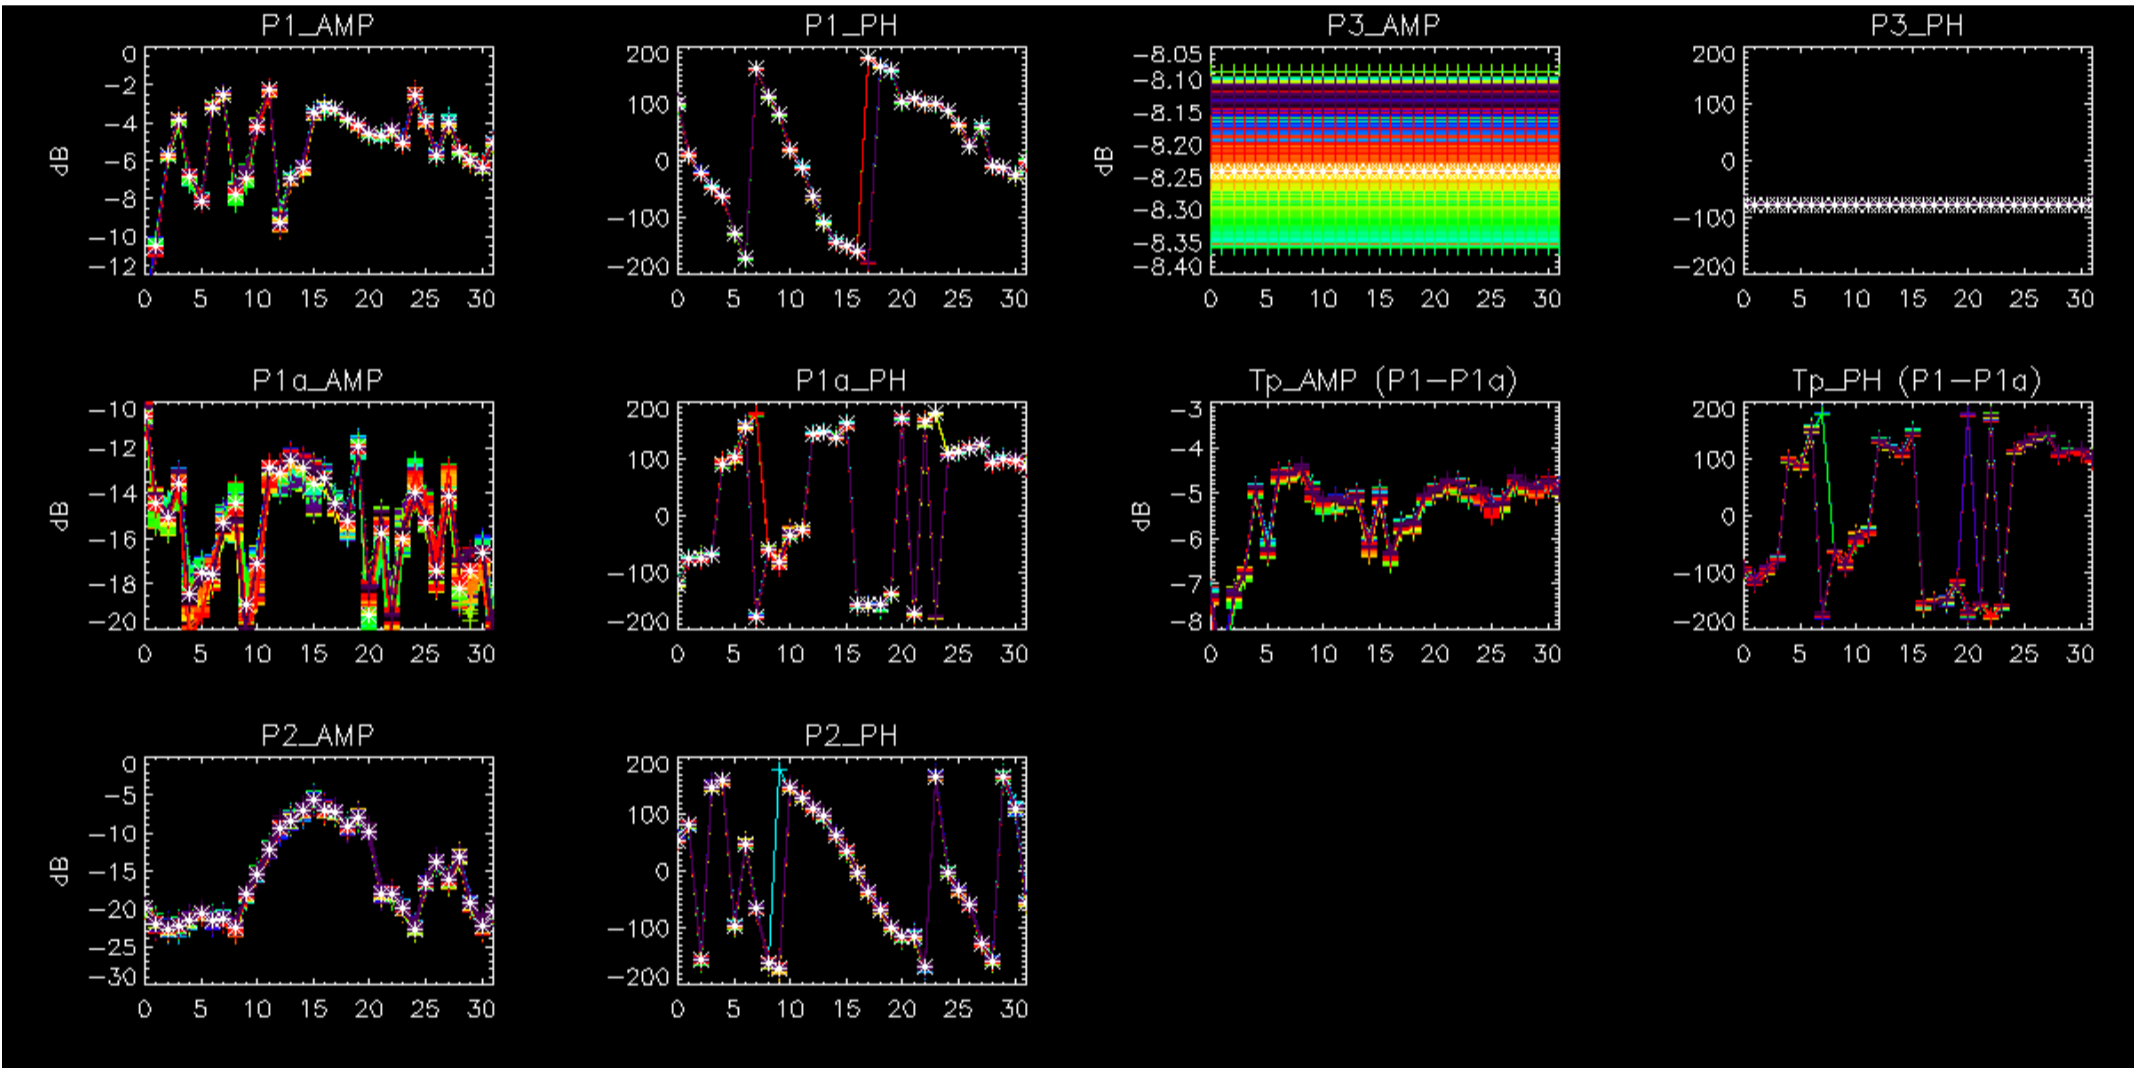 P1_AMP
P1_PH
P3_AMP
P3_PH
dB
0
-2
-4
-6
-8
-10
-12
0 5 10 15 20 25 30
200
100
0
-100
-200
0 5 10 15 20 25 30
dB
-8.05
-8.10
-8.15
-8.20
-8.25
-8.30
-8.35
-8.40
0 5 10 15 20 25 30
200
100
0
-100
-200
0 5 10 15 20 25 30
P1a_AMP
P1a_PH
Tp_AMP (P1-P1a)
Tp_PH (P1-P1a)
dB
-10
-12
-14
-16
-18
-20
0 5 10 15 20 25 30
200
100
0
-100
-200
0 5 10 15 20 25 30
dB
-3
-4
-5
-6
-7
-8
0 5 10 15 20 25 30
200
100
0
-100
-200
0 5 10 15 20 25 30
P2_AMP
P2_PH
dB
0
-5
-10
-15
-20
-25
-30
0 5 10 15 20 25 30
200
100
0
-100
-200
0 5 10 15 20 25 30